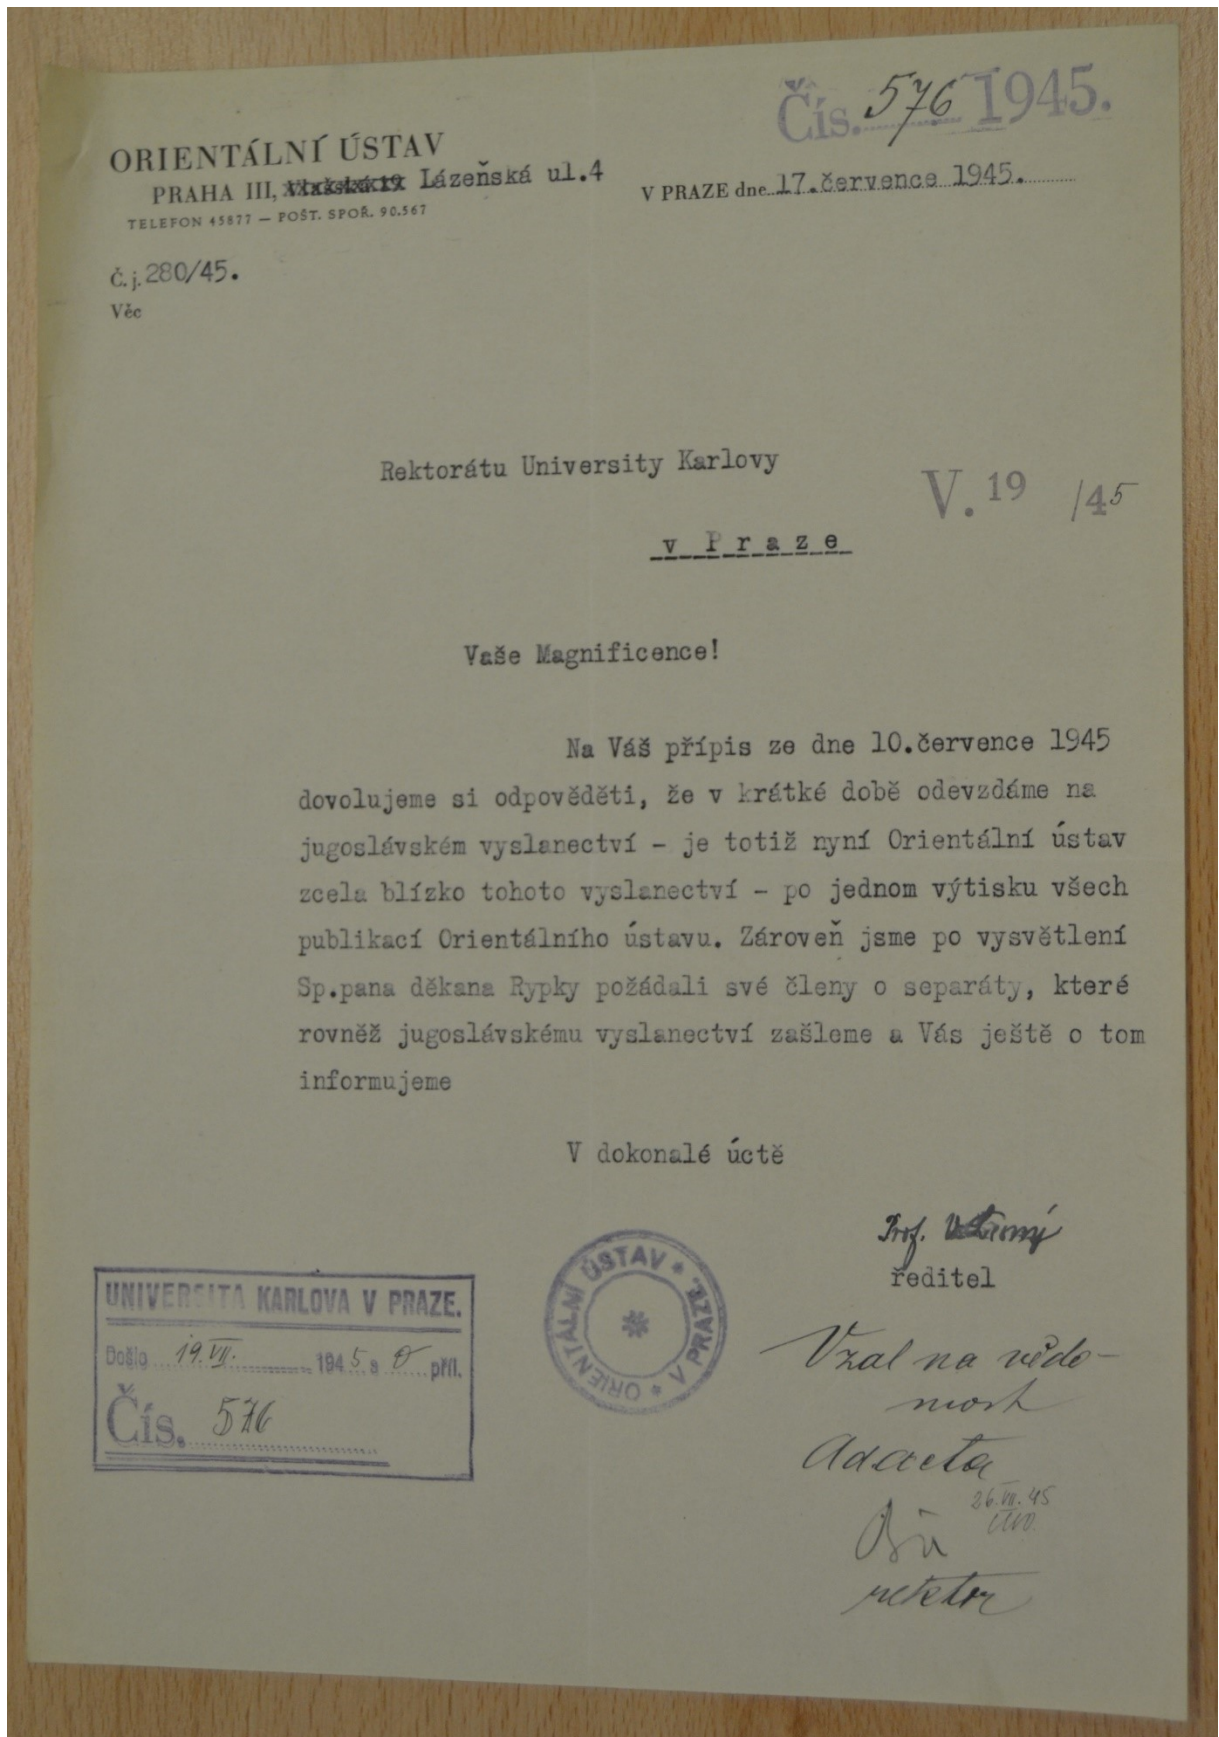 Čís. 576 1945.
ORIENTÁLNÍ ÚSTAV
PRAHA III, Vlašská 19 Lázeňská ul.4
V PRAZE dne 17.července 1945.
TELEFON 45877 — POŠT. SPOŘ. 90.567
Č. j. 280/45.
Věc
Rektorátu University Karlovy
V. 19 /45
v Praze
Vaše Magnificence!
Na Váš přípis ze dne 10.července 1945
dovolujeme si odpověděti, že v krátké době odevzdáme na
jugoslávském vyslanectví - je totiž nyní Orientální ústav
zcela blízko tohoto vyslanectví - po jednom výtisku všech
publikací Orientálního ústavu. Zároveň jsme po vysvětlení
Sp.pana děkana Rypky požádali své členy o separáty, které
rovněž jugoslávskému vyslanectví zašleme a Vás ještě o tom
informujeme
V dokonalé úctě
Prof.
ředitel
ORIENTÁLNÍ ÚSTAV * V PRAZE. *
UNIVERSITA KARLOVA V PRAZE.
Došlo 19.VII. 1945 s 0 příl.
Čís. 576
Vzal na vědo-
most
Ad acta
26.VII.45
rektor